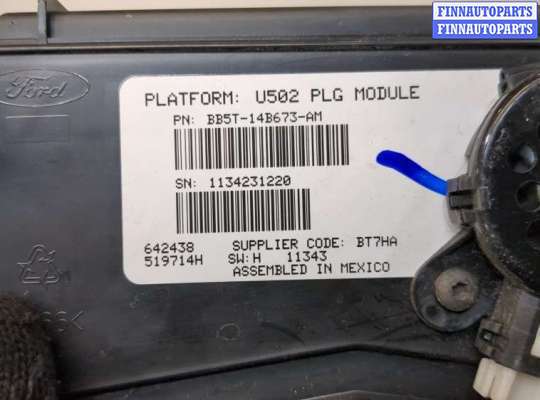 FINNAUTOPARTS
FINNAUTOPARTS
Ford
PLATFORM: U502 PLG MODULE
PN: BB5T-14B673-AM
SN: 1134231220
642438 SUPPLIER CODE: BT7HA
519714H SW:H 11343
ASSEMBLED IN MEXICO